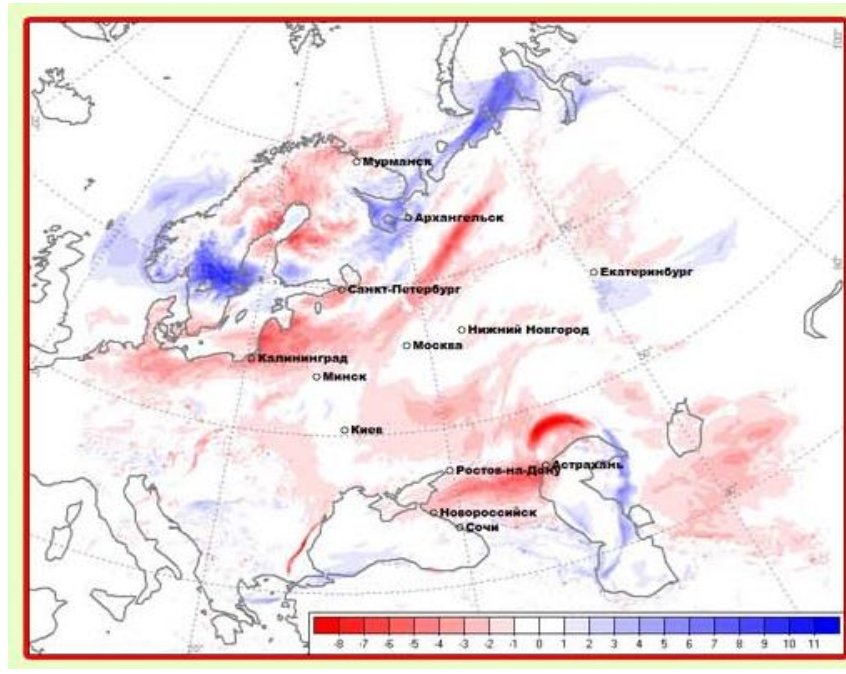 Мурманск
Архангельск
Екатеринбург
Санкт-Петербург
Нижний Новгород
Москва
Калининград
Минск
Киев
Ростов-на-Дону
Астрахань
Новороссийск
Сочи
-8 -7 -6 -5 -4 -3 -2 -1 0 1 2 3 4 5 6 7 8 9 10 11